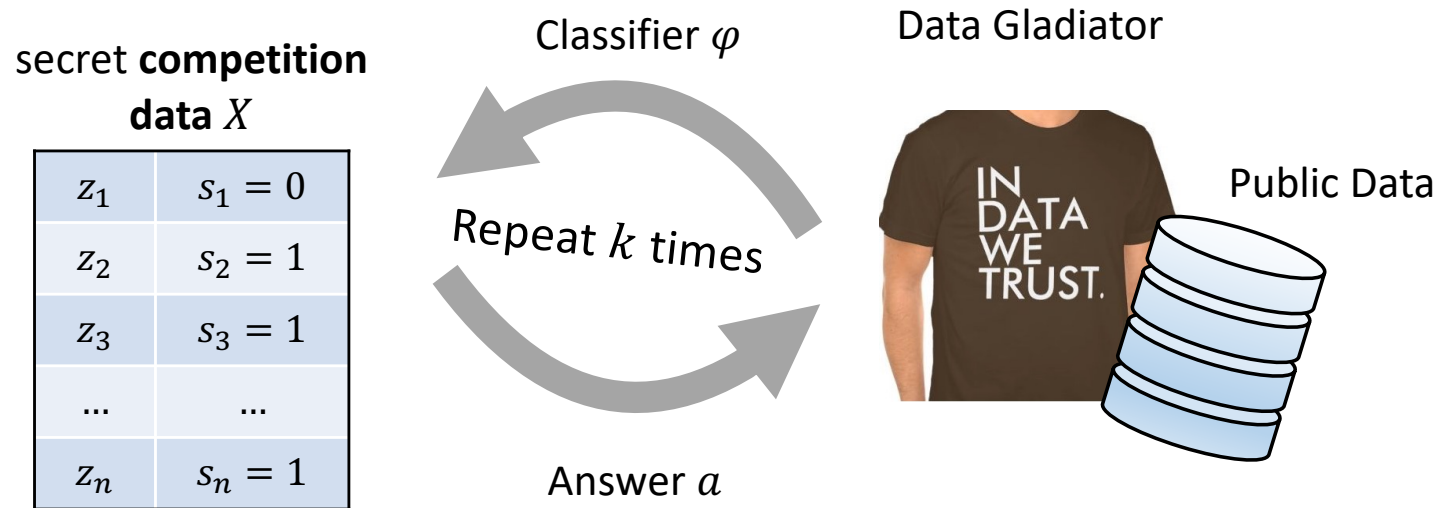 secret competition
data X
z₁ s₁ = 0
z₂ s₂ = 1
z₃ s₃ = 1
... ...
zₙ sₙ = 1
Classifier φ
Repeat k times
Answer a
Data Gladiator
IN
DATA
WE
TRUST.
Public Data